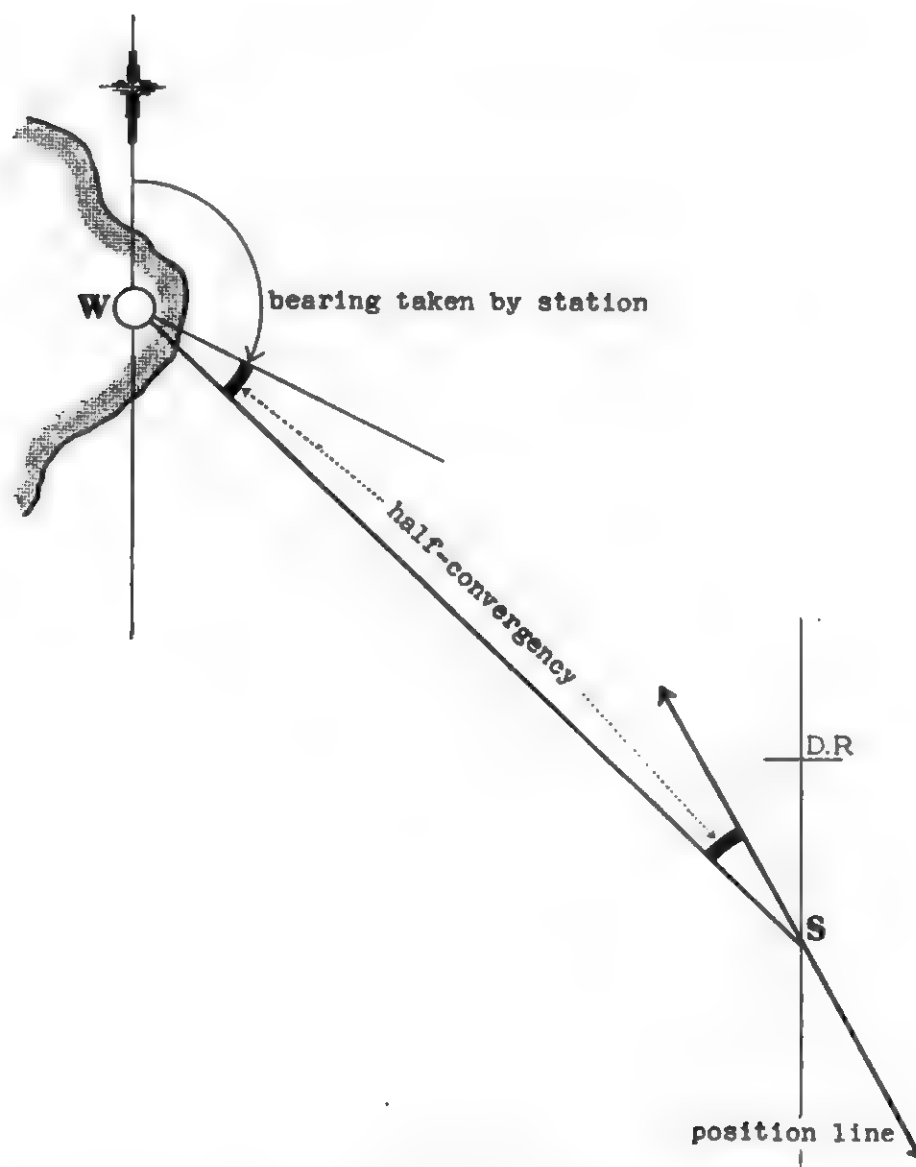 W
bearing taken by station
half-convergency
D.R
S
position line